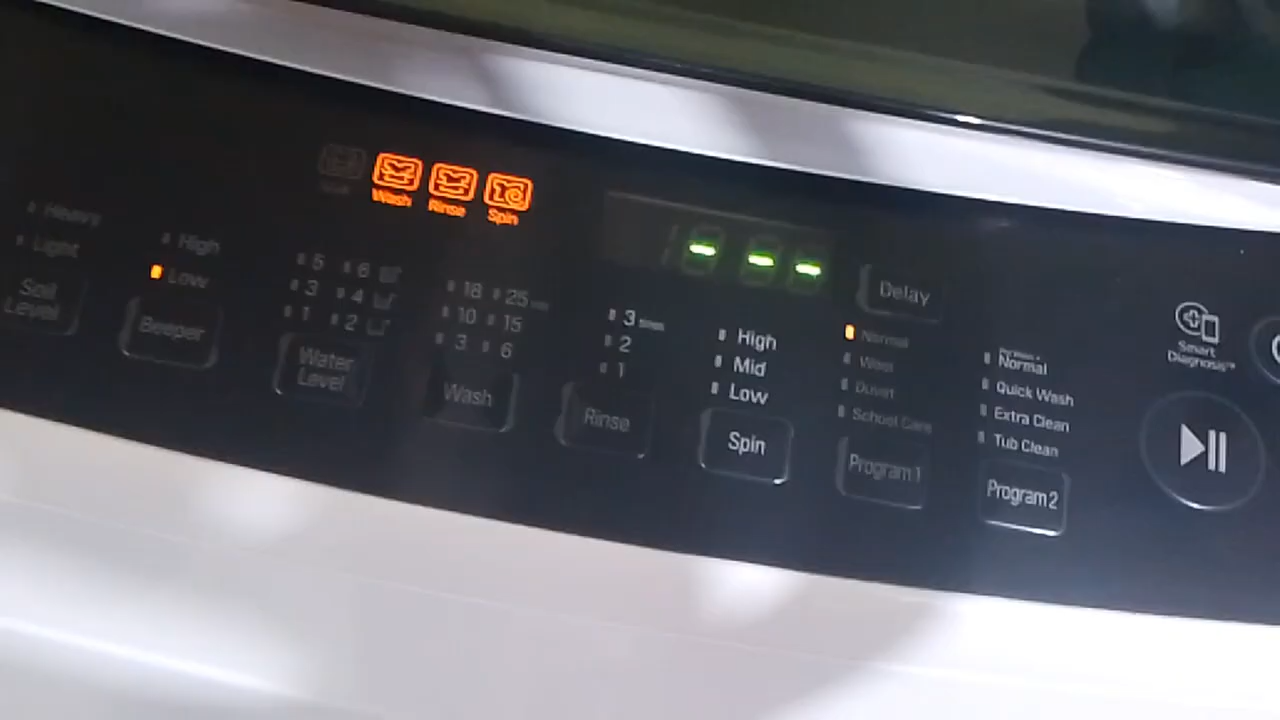 Wash Rinse Spin
- - -
Heavy
Light
Soil
Level
High
Low
Beeper
5 6
3 4
1 2
Water
Level
18 25
10 15
3 6
Wash
3 times
2
1
Rinse
High
Mid
Low
Spin
Delay
Normal
Wool
Duvet
School Care
Program 1
Normal
Quick Wash
Extra Clean
Tub Clean
Program 2
Smart
Diagnosis™